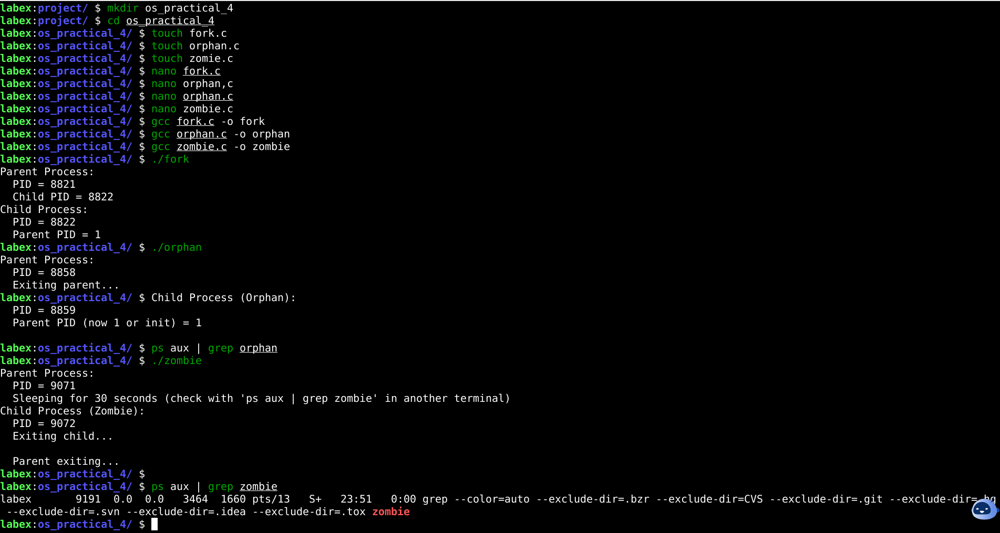 labex:project/ $ mkdir os_practical_4
labex:project/ $ cd os_practical_4
labex:os_practical_4/ $ touch fork.c
labex:os_practical_4/ $ touch orphan.c
labex:os_practical_4/ $ touch zomie.c
labex:os_practical_4/ $ nano fork.c
labex:os_practical_4/ $ nano orphan,c
labex:os_practical_4/ $ nano orphan.c
labex:os_practical_4/ $ nano zombie.c
labex:os_practical_4/ $ gcc fork.c -o fork
labex:os_practical_4/ $ gcc orphan.c -o orphan
labex:os_practical_4/ $ gcc zombie.c -o zombie
labex:os_practical_4/ $ ./fork
Parent Process:
  PID = 8821
  Child PID = 8822
Child Process:
  PID = 8822
  Parent PID = 1
labex:os_practical_4/ $ ./orphan
Parent Process:
  PID = 8858
  Exiting parent...
labex:os_practical_4/ $ Child Process (Orphan):
  PID = 8859
  Parent PID (now 1 or init) = 1
labex:os_practical_4/ $ ps aux | grep orphan
labex:os_practical_4/ $ ./zombie
Parent Process:
  PID = 9071
  Sleeping for 30 seconds (check with 'ps aux | grep zombie' in another terminal)
Child Process (Zombie):
  PID = 9072
  Exiting child...
  Parent exiting...
labex:os_practical_4/ $
labex:os_practical_4/ $ ps aux | grep zombie
labex       9191  0.0  0.0   3464  1660 pts/13   S+   23:51   0:00 grep --color=auto --exclude-dir=.bzr --exclude-dir=CVS --exclude-dir=.git --exclude-dir=.hg
 --exclude-dir=.svn --exclude-dir=.idea --exclude-dir=.tox zombie
labex:os_practical_4/ $